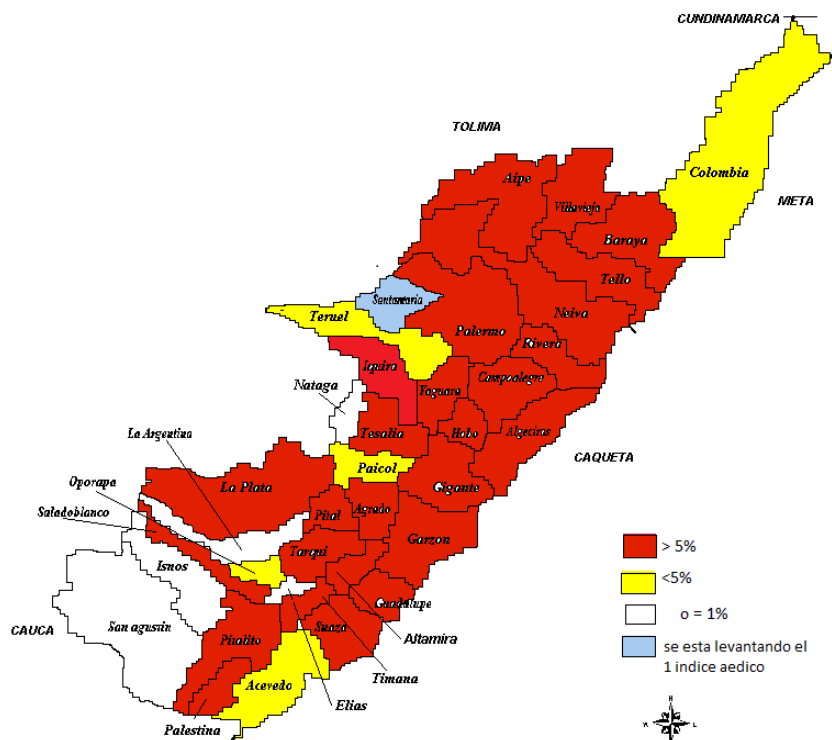 CUNDINAMARCA
TOLIMA
Aipe
Colombia
META
Villavieja
Baraya
Tello
Santamaria
Teruel
Neiva
Palermo
Rivera
Iquira
Campoalegre
Nataga
Yaguara
La Argentina
Tesalia
Hobo
Algeciras
CAQUETA
Oporapa
Paicol
La Plata
Gigante
Saladoblanco
Pital
Agrado
Isnos
Tarqui
Garzon
Guadalupe
CAUCA
San agustin
Pitalito
Suaza
Altamira
Timana
Acevedo
Elias
Palestina
> 5%
<5%
o = 1%
se esta levantando el
1 indice aedico
N
W
L